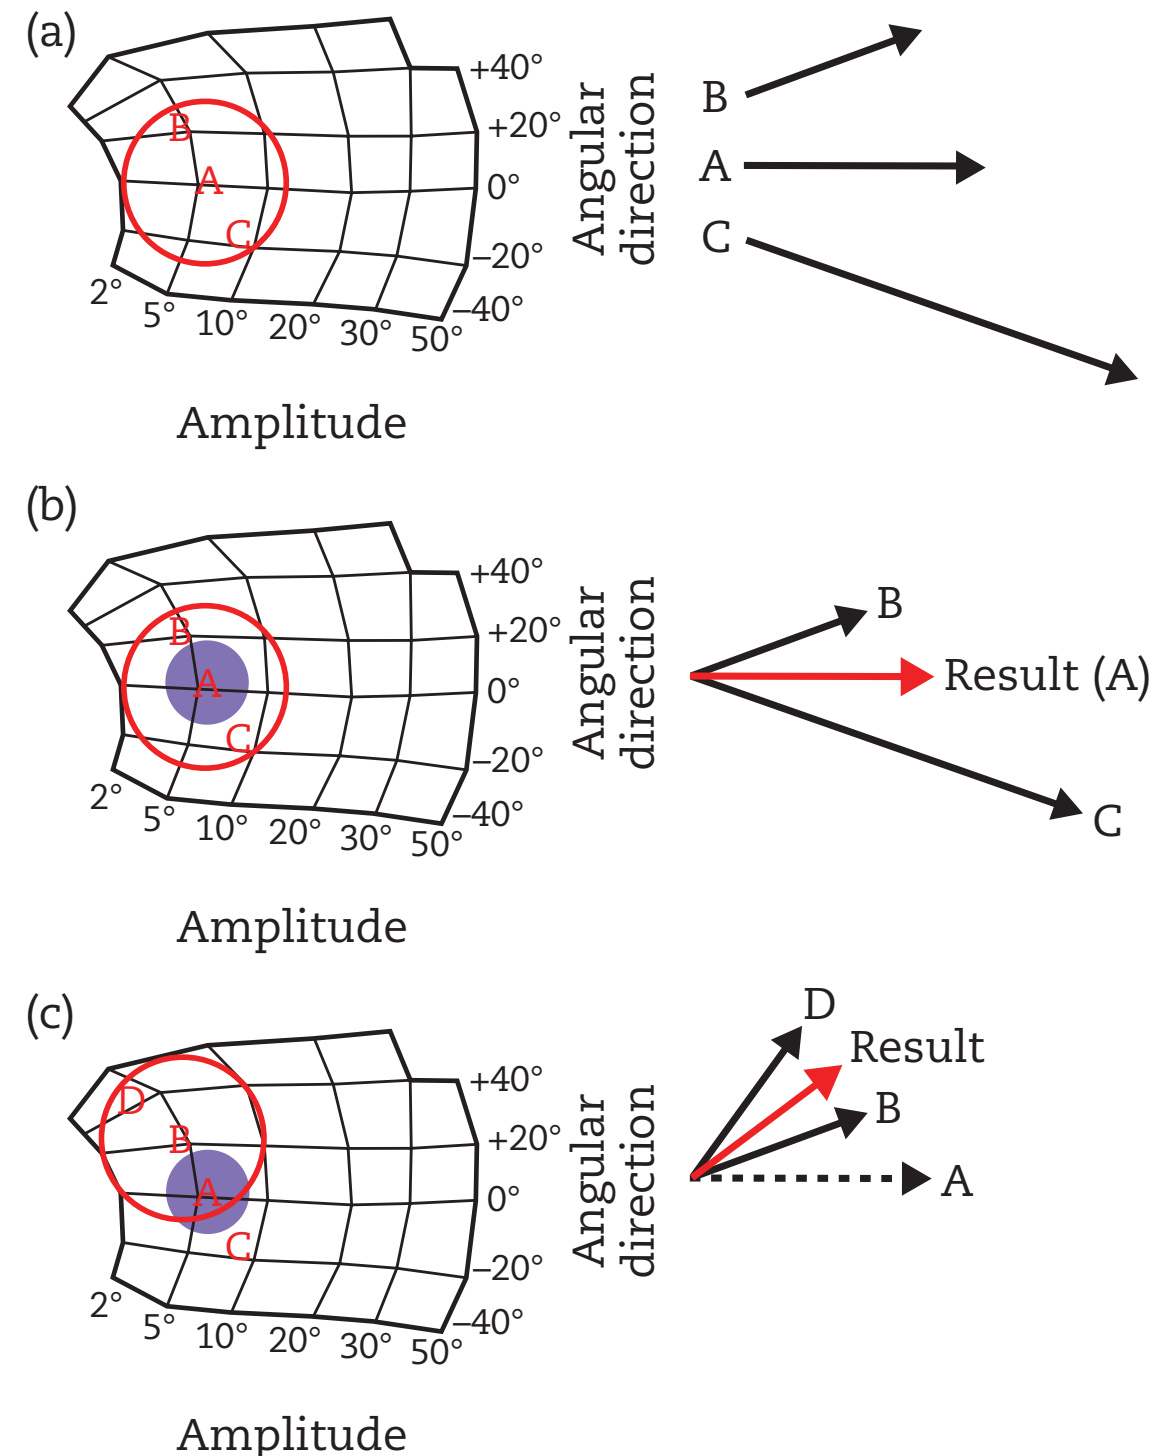 (a)
B
A
C
+40°
+20°
0°
−20°
−40°
2°
5°
10°
20°
30°
50°
Amplitude
Angular
direction
B
A
C
(b)
B
A
C
+40°
+20°
0°
−20°
−40°
2°
5°
10°
20°
30°
50°
Amplitude
Angular
direction
B
Result (A)
C
(c)
D
B
A
C
+40°
+20°
0°
−20°
−40°
2°
5°
10°
20°
30°
50°
Amplitude
Angular
direction
D
Result
B
A